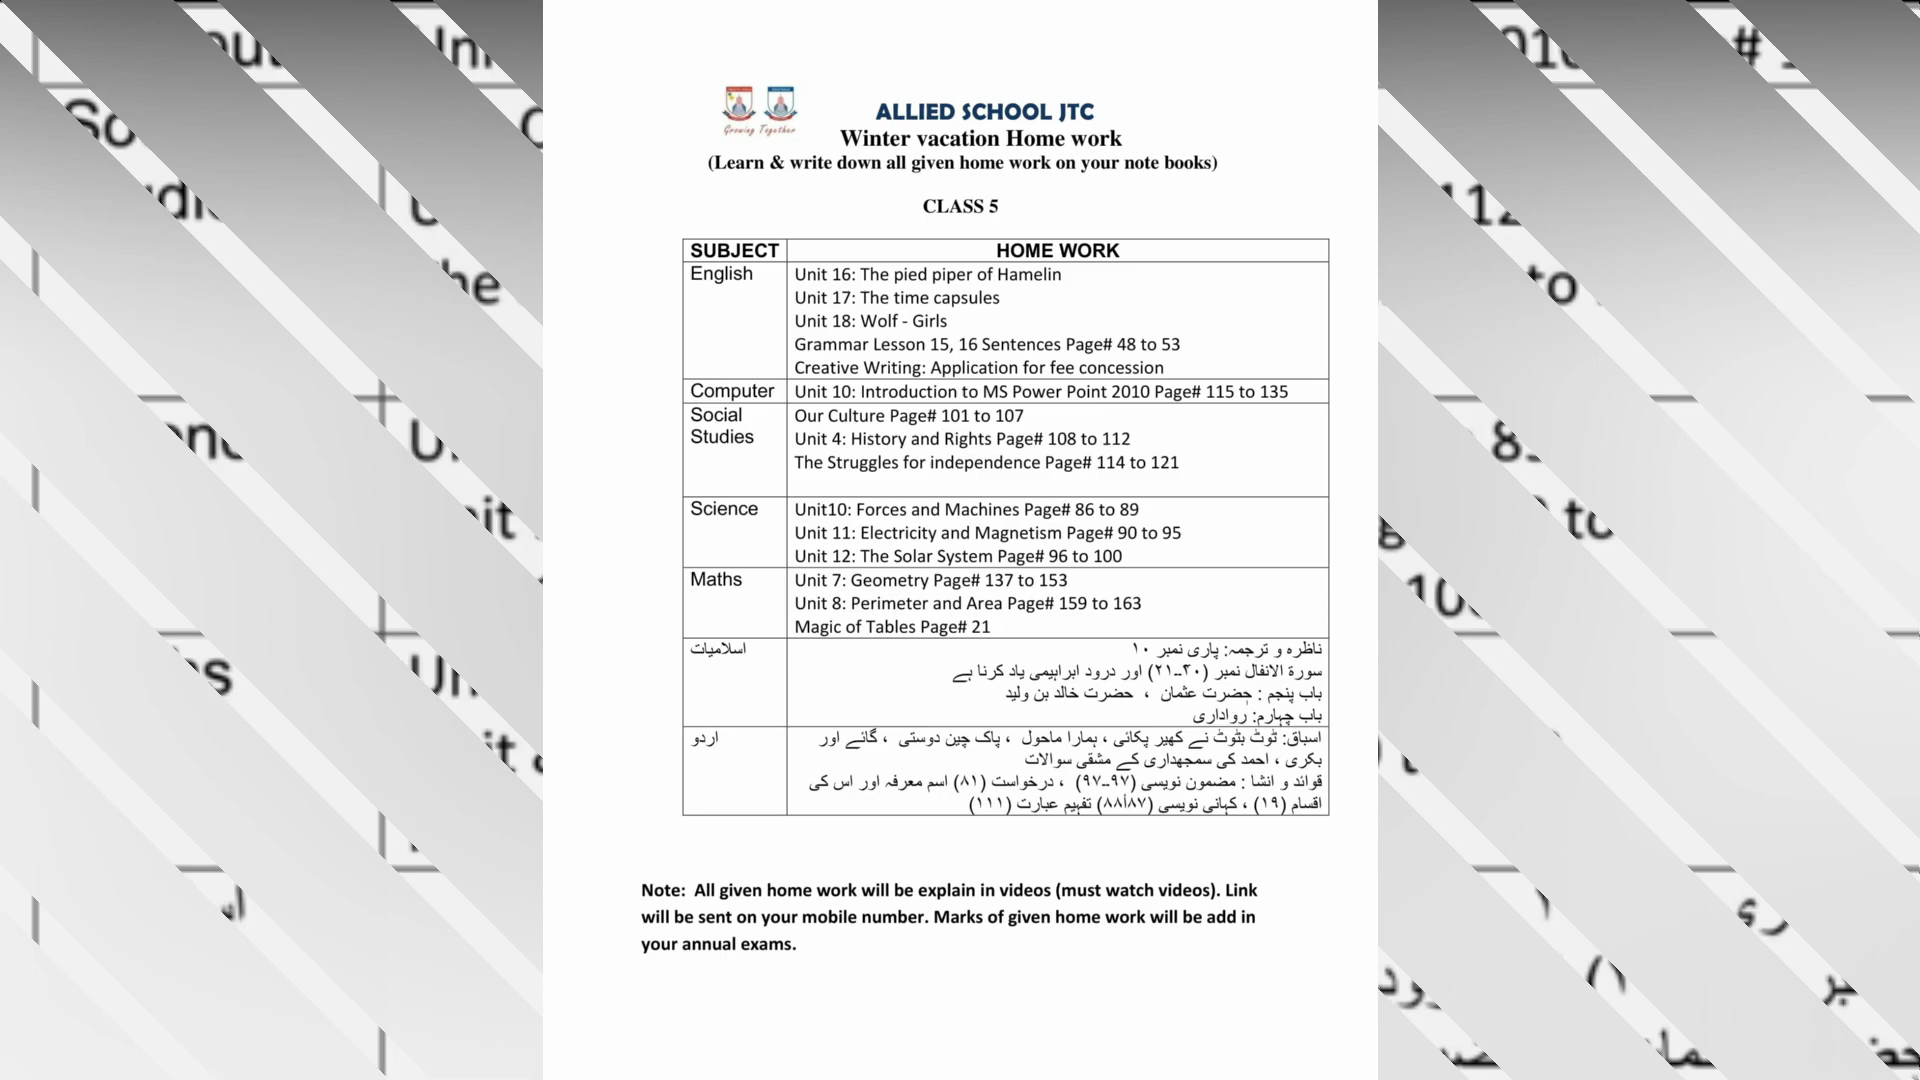 Growing Together
ALLIED SCHOOL JTC
Winter vacation Home work
(Learn & write down all given home work on your note books)
CLASS 5
SUBJECT HOME WORK
English Unit 16: The pied piper of Hamelin
Unit 17: The time capsules
Unit 18: Wolf - Girls
Grammar Lesson 15, 16 Sentences Page# 48 to 53
Creative Writing: Application for fee concession
Computer Unit 10: Introduction to MS Power Point 2010 Page# 115 to 135
Social Studies Our Culture Page# 101 to 107
Unit 4: History and Rights Page# 108 to 112
The Struggles for independence Page# 114 to 121
Science Unit10: Forces and Machines Page# 86 to 89
Unit 11: Electricity and Magnetism Page# 90 to 95
Unit 12: The Solar System Page# 96 to 100
Maths Unit 7: Geometry Page# 137 to 153
Unit 8: Perimeter and Area Page# 159 to 163
Magic of Tables Page# 21
اسلامیات ناظرہ و ترجمہ: پاری نمبر ۱۰
سورۃ الانفال نمبر (۳۰۔۔۲۱) اور درود ابراہیمی یاد کرنا ہے
باب پنجم : حضرت عثمان ، حضرت خالد بن ولید
باب چہارم: رواداری
اردو اسباق: ٹوٹ بٹوٹ نے کھیر پکائی ، ہمارا ماحول ، پاک چین دوستی ، گائے اور
بکری ، احمد کی سمجھداری کے مشقی سوالات
قوائد و انشا : مضمون نویسی (۹۷۔۔۹۷) ، درخواست (۸۱) اسم معرفہ اور اس کی
اقسام (۱۹) ، کہانی نویسی (۸۷أ۸۸) تفہیم عبارت (۱۱۱)
Note: All given home work will be explain in videos (must watch videos). Link
will be sent on your mobile number. Marks of given home work will be add in
your annual exams.